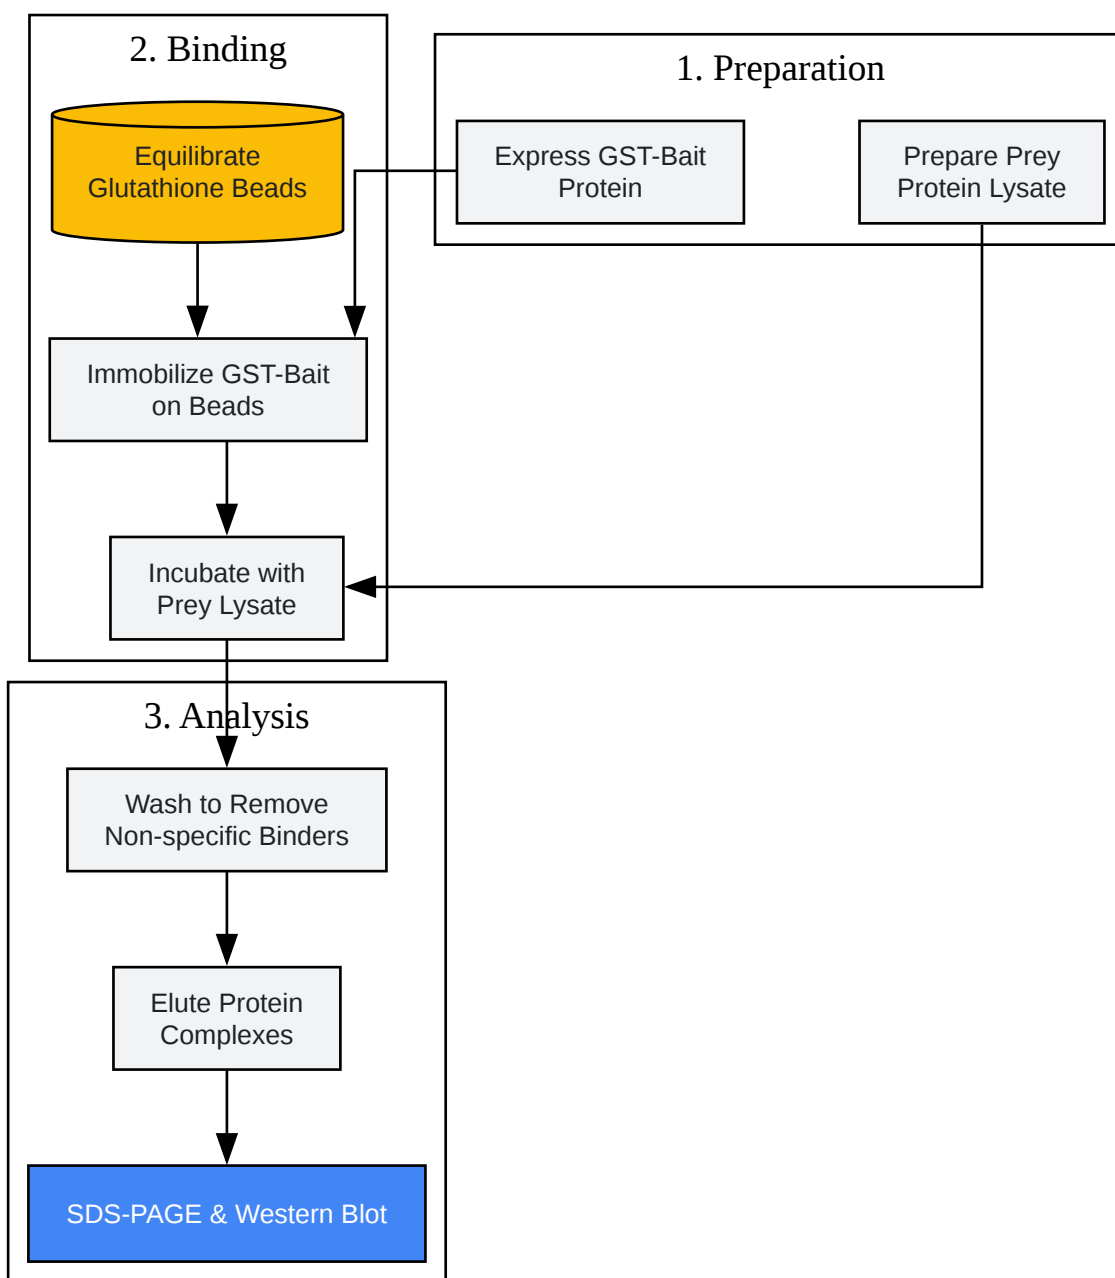 2. Binding
Equilibrate
Glutathione Beads
Immobilize GST-Bait
on Beads
Incubate with
Prey Lysate
1. Preparation
Express GST-Bait
Protein
Prepare Prey
Protein Lysate
3. Analysis
Wash to Remove
Non-specific Binders
Elute Protein
Complexes
SDS-PAGE & Western Blot